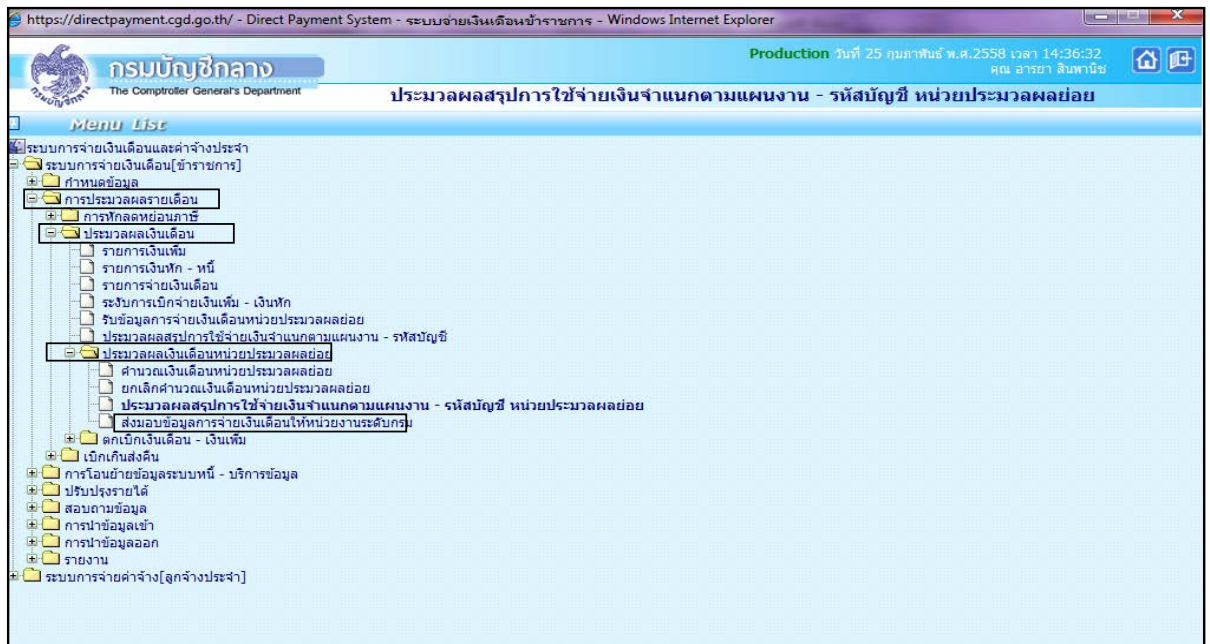 https://directpayment.cgd.go.th/ - Direct Payment System - ระบบจ่ายเงินเดือนข้าราชการ - Windows Internet Explorer
Production วันที่ 25 กุมภาพันธ์ พ.ศ.2558 เวลา 14:36:32
คุณ อารยา สินพานิช
กรมบัญชีกลาง
The Comptroller General's Department
ประมวลผลสรุปการใช้จ่ายเงินจำแนกตามแผนงาน - รหัสบัญชี หน่วยประมวลผลย่อย
Menu List
ระบบการจ่ายเงินเดือนและค่าจ้างประจำ
ระบบการจ่ายเงินเดือน[ข้าราชการ]
กำหนดข้อมูล
การประมวลผลรายเดือน
การหักลดหย่อนภาษี
ประมวลผลเงินเดือน
รายการเงินเพิ่ม
รายการเงินหัก - หนี้
รายการจ่ายเงินเดือน
ระงับการเบิกจ่ายเงินเพิ่ม - เงินหัก
รับข้อมูลการจ่ายเงินเดือนหน่วยประมวลผลย่อย
ประมวลผลสรุปการใช้จ่ายเงินจำแนกตามแผนงาน - รหัสบัญชี
ประมวลผลเงินเดือนหน่วยประมวลผลย่อย
คำนวณเงินเดือนหน่วยประมวลผลย่อย
ยกเลิกคำนวณเงินเดือนหน่วยประมวลผลย่อย
ประมวลผลสรุปการใช้จ่ายเงินจำแนกตามแผนงาน - รหัสบัญชี หน่วยประมวลผลย่อย
ส่งมอบข้อมูลการจ่ายเงินเดือนให้หน่วยงานระดับกรม
ตกเบิกเงินเดือน - เงินเพิ่ม
เบิกเกินส่งคืน
การโอนย้ายข้อมูลระบบหนี้ - บริการข้อมูล
ปรับปรุงรายได้
สอบถามข้อมูล
การนำข้อมูลเข้า
การนำข้อมูลออก
รายงาน
ระบบการจ่ายค่าจ้าง[ลูกจ้างประจำ]